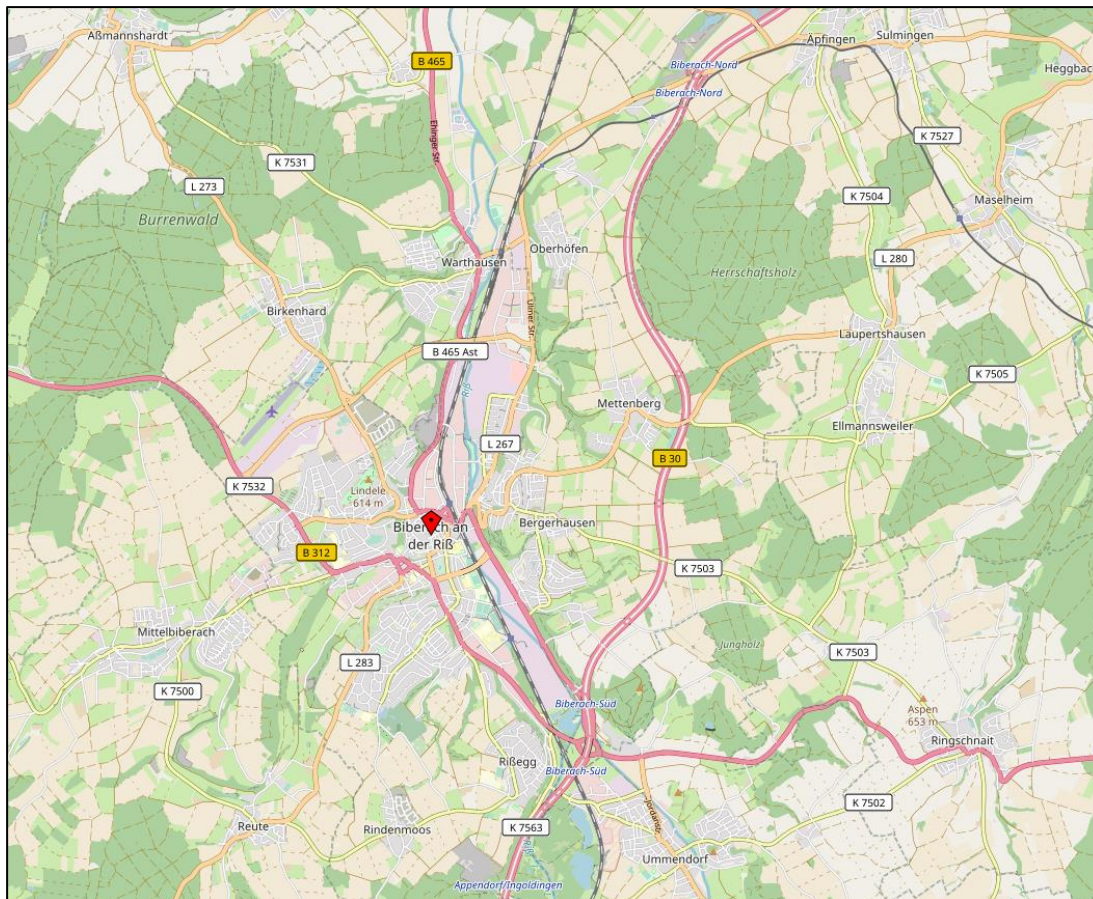 Aßmannshardt
B 465
Ehinger Str.
Äpfingen
Sulmingen
Biberach-Nord
Biberach-Nord
Heggbac
K 7527
K 7531
L 273
K 7504
Maselheim
Burrenwald
Oberhöfen
Warthausen
L 280
Herrschaftsholz
Birkenhard
Ulmer Str.
Laupertshausen
B 465 Ast
Riß
K 7505
Mettenberg
Ellmannsweiler
L 267
B 30
K 7532
Lindele
614 m
Biberach an
der Riß
Bergerhausen
B 312
K 7503
Mittelbiberach
Jungholz
K 7503
L 283
K 7500
Biberach-Süd
Aspen
653 m
Ringschnait
Rißegg
Biberach-Süd
Jordanstr.
K 7502
Reute
Rindenmoos
K 7563
Riß
Ummendorf
Appendorf/Ingoldingen